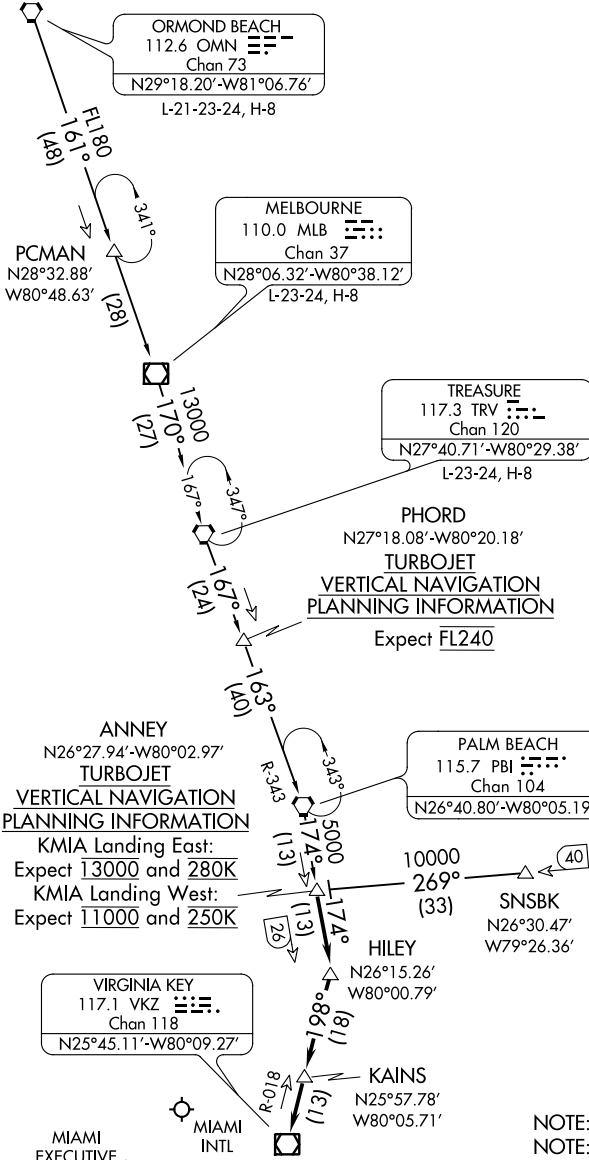 ORMOND BEACH
112.6 OMN
Chan 73
N29°18.20′-W81°06.76′
L-21-23-24, H-8
FL180
161°
(48)
341°
PCMAN
N28°32.88′
W80°48.63′
(28)
MELBOURNE
110.0 MLB
Chan 37
N28°06.32′-W80°38.12′
L-23-24, H-8
13000
170°
(27)
TREASURE
117.3 TRV
Chan 120
N27°40.71′-W80°29.38′
L-23-24, H-8
167°
347°
PHORD
N27°18.08′-W80°20.18′
TURBOJET
VERTICAL NAVIGATION
PLANNING INFORMATION
Expect FL240
167°
(24)
163°
(40)
ANNEY
N26°27.94′-W80°02.97′
TURBOJET
VERTICAL NAVIGATION
PLANNING INFORMATION
KMIA Landing East:
Expect 13000 and 280K
KMIA Landing West:
Expect 11000 and 250K
R-343
343°
PALM BEACH
115.7 PBI
Chan 104
N26°40.80′-W80°05.19
5000
174°
(13)
10000
269°
(33)
40
SNSBK
N26°30.47′
W79°26.36′
174°
(13)
26
HILEY
N26°15.26′
W80°00.79′
VIRGINIA KEY
117.1 VKZ
Chan 118
N25°45.11′-W80°09.27′
198°
(18)
KAINS
N25°57.78′
W80°05.71′
R-018
(13)
MIAMI
INTL
MIAMI
EXECUTIVE
NOTE:
NOTE: